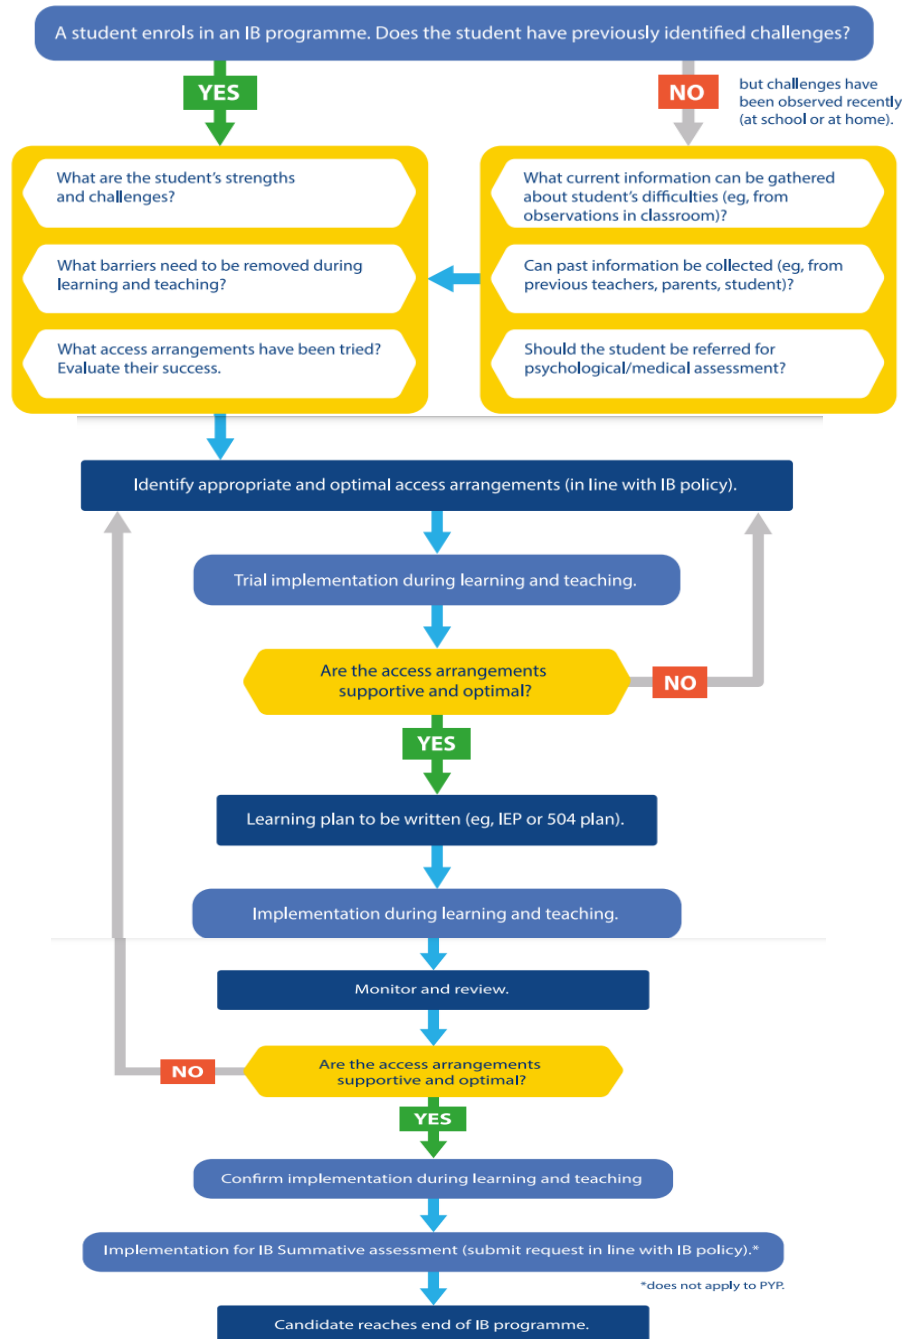 A student enrols in an IB programme. Does the student have previously identified challenges?
YES
NO
but challenges have
been observed recently
(at school or at home).
What are the student's strengths
and challenges?
What barriers need to be removed during
learning and teaching?
What access arrangements have been tried?
Evaluate their success.
What current information can be gathered
about student's difficulties (eg, from
observations in classroom)?
Can past information be collected (eg, from
previous teachers, parents, student)?
Should the student be referred for
psychological/medical assessment?
Identify appropriate and optimal access arrangements (in line with IB policy).
Trial implementation during learning and teaching.
Are the access arrangements
supportive and optimal?
NO
YES
Learning plan to be written (eg, IEP or 504 plan).
Implementation during learning and teaching.
Monitor and review.
Are the access arrangements
supportive and optimal?
NO
YES
Confirm implementation during learning and teaching
Implementation for IB Summative assessment (submit request in line with IB policy).*
*does not apply to PYP.
Candidate reaches end of IB programme.